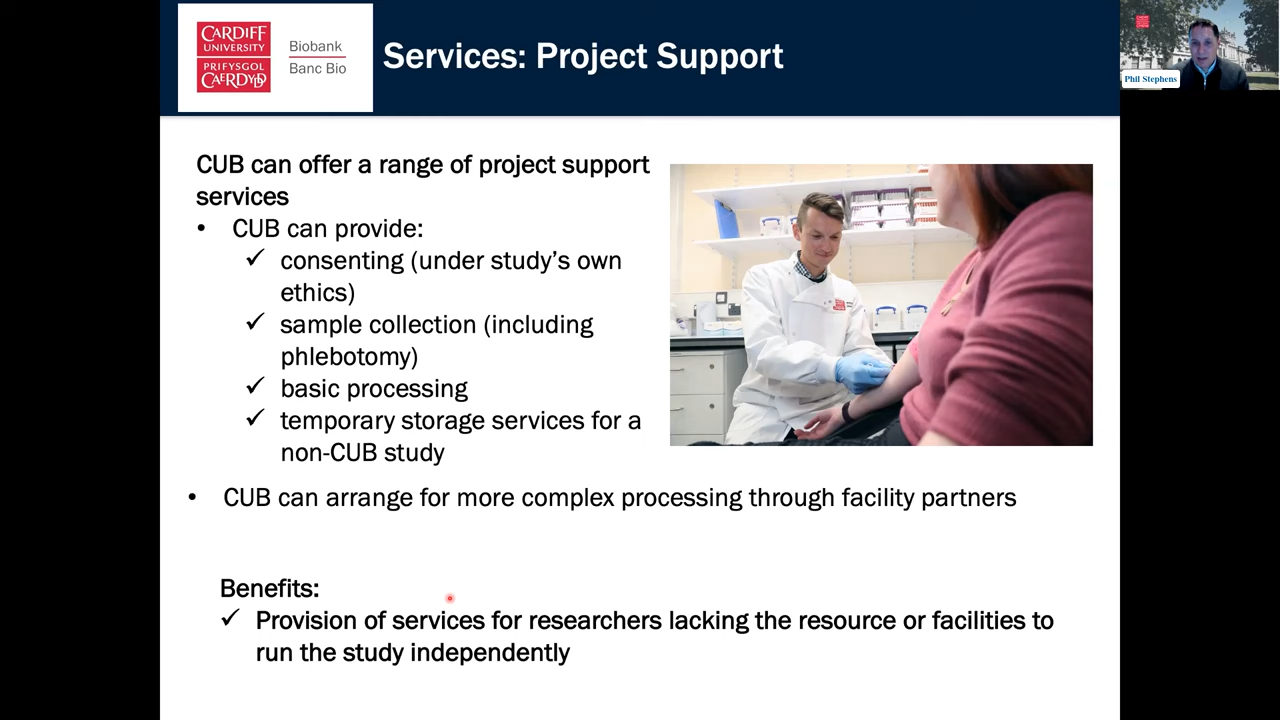 CARDIFF
UNIVERSITY
PRIFYSGOL
CAERDYDD
Biobank
Banc Bio
Services: Project Support
Phil Stephens
CUB can offer a range of project support
services
• CUB can provide:
✓ consenting (under study’s own
ethics)
✓ sample collection (including
phlebotomy)
✓ basic processing
✓ temporary storage services for a
non-CUB study
• CUB can arrange for more complex processing through facility partners
Benefits:
✓ Provision of services for researchers lacking the resource or facilities to
run the study independently